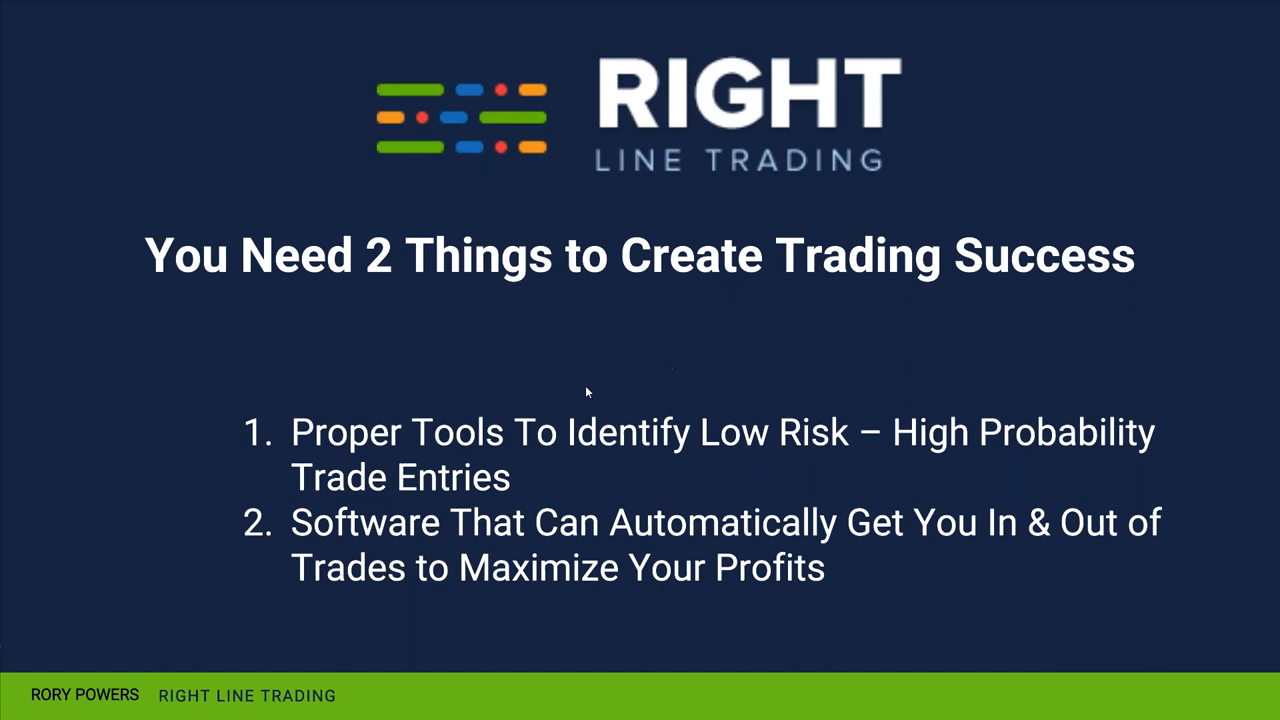 RIGHT
LINE TRADING
You Need 2 Things to Create Trading Success
1. Proper Tools To Identify Low Risk – High Probability
Trade Entries
2. Software That Can Automatically Get You In & Out of
Trades to Maximize Your Profits
RORY POWERS RIGHT LINE TRADING